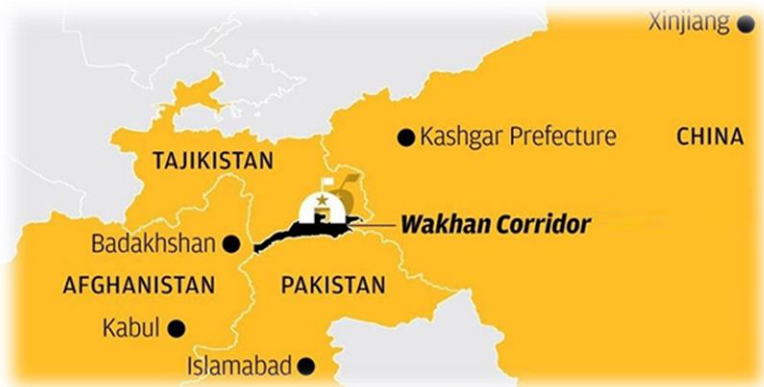 Xinjiang
Kashgar Prefecture
CHINA
TAJIKISTAN
Wakhan Corridor
Badakhshan
AFGHANISTAN
PAKISTAN
Kabul
Islamabad